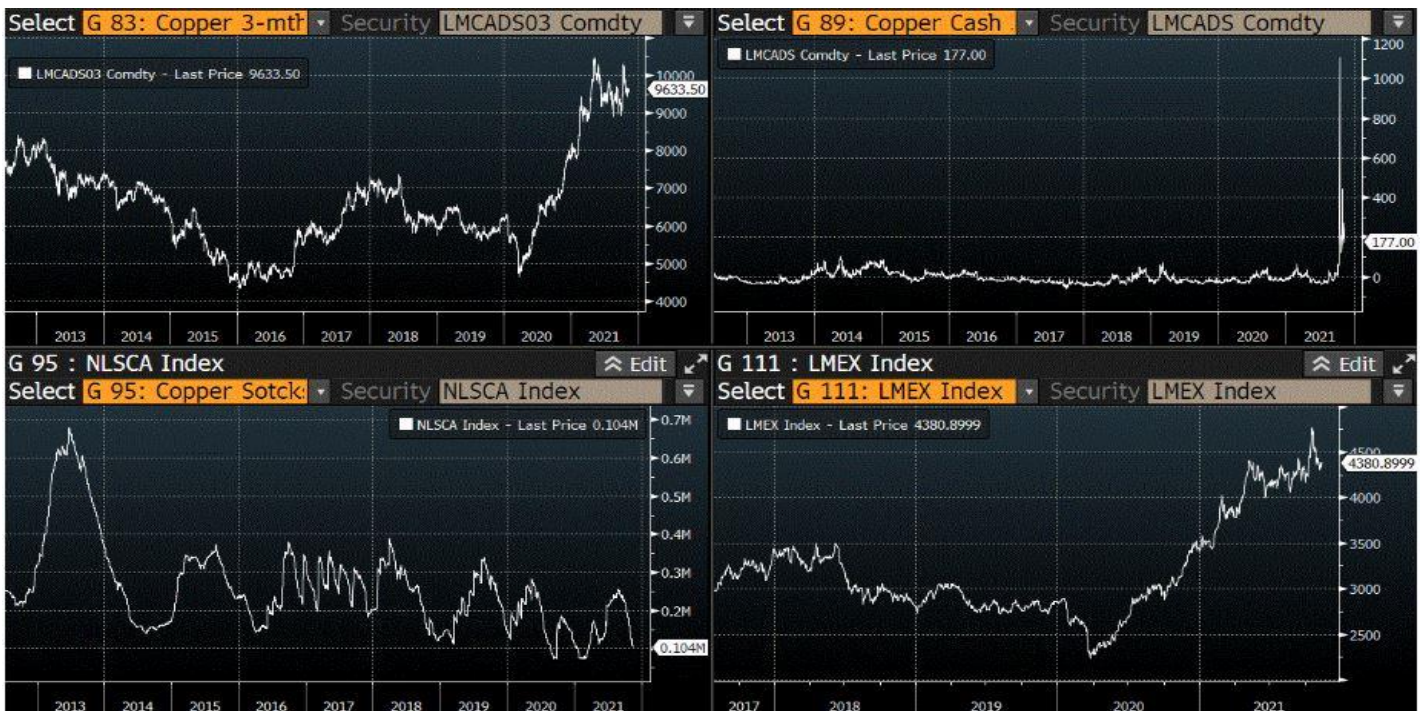 Select G 83: Copper 3-mth Security LMCADS03 Comdty
LMCADS03 Comdty - Last Price 9633.50
10000
9633.50
9000
8000
7000
6000
5000
4000
2013 2014 2015 2016 2017 2018 2019 2020 2021
Select G 89: Copper Cash Security LMCADS Comdty
LMCADS Comdty - Last Price 177.00
1200
1000
800
600
400
177.00
0
2013 2014 2015 2016 2017 2018 2019 2020 2021
G 95 : NLSCA Index Edit
Select G 95: Copper Sotck: Security NLSCA Index
NLSCA Index - Last Price 0.104M
0.7M
0.6M
0.5M
0.4M
0.3M
0.2M
0.104M
2013 2014 2015 2016 2017 2018 2019 2020 2021
G 111 : LMEX Index Edit
Select G 111: LMEX Index Security LMEX Index
LMEX Index - Last Price 4380.8999
4500
4380.8999
4000
3500
3000
2500
2017 2018 2019 2020 2021